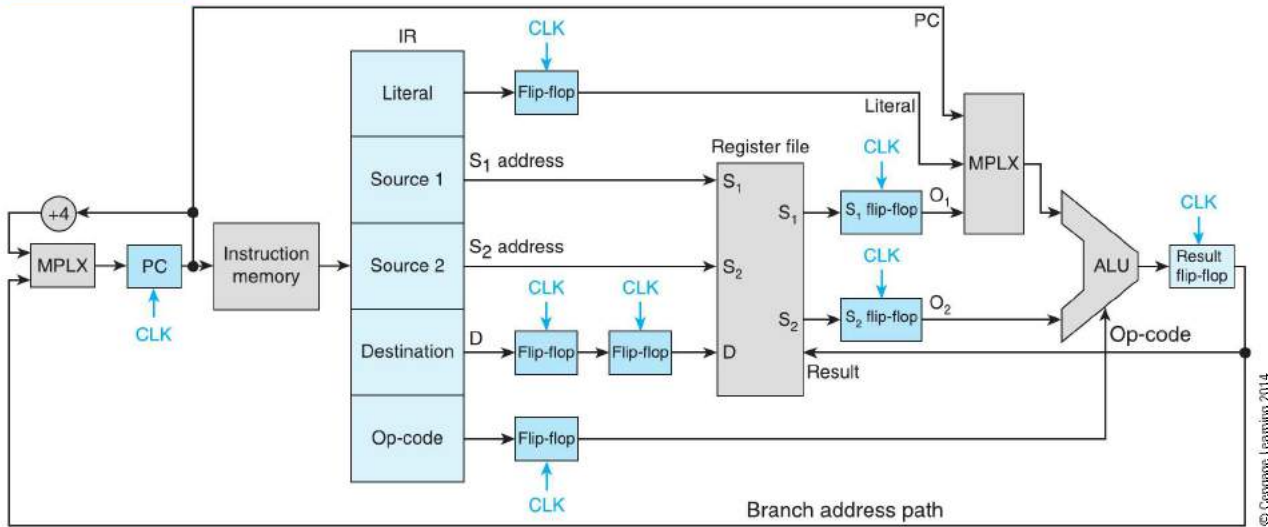 PC
CLK
IR
Literal
Flip-flop
Literal
Register file
S1 address
Source 1
S1
S1
CLK
S1 flip-flop
O1
MPLX
CLK
+4
MPLX
PC
CLK
Instruction
memory
S2 address
Source 2
S2
S2
CLK
S2 flip-flop
O2
ALU
Result
flip-flop
Op-code
CLK
CLK
Destination
D
Flip-flop
Flip-flop
D
Result
Op-code
Flip-flop
CLK
Branch address path
© Cengage Learning 2014